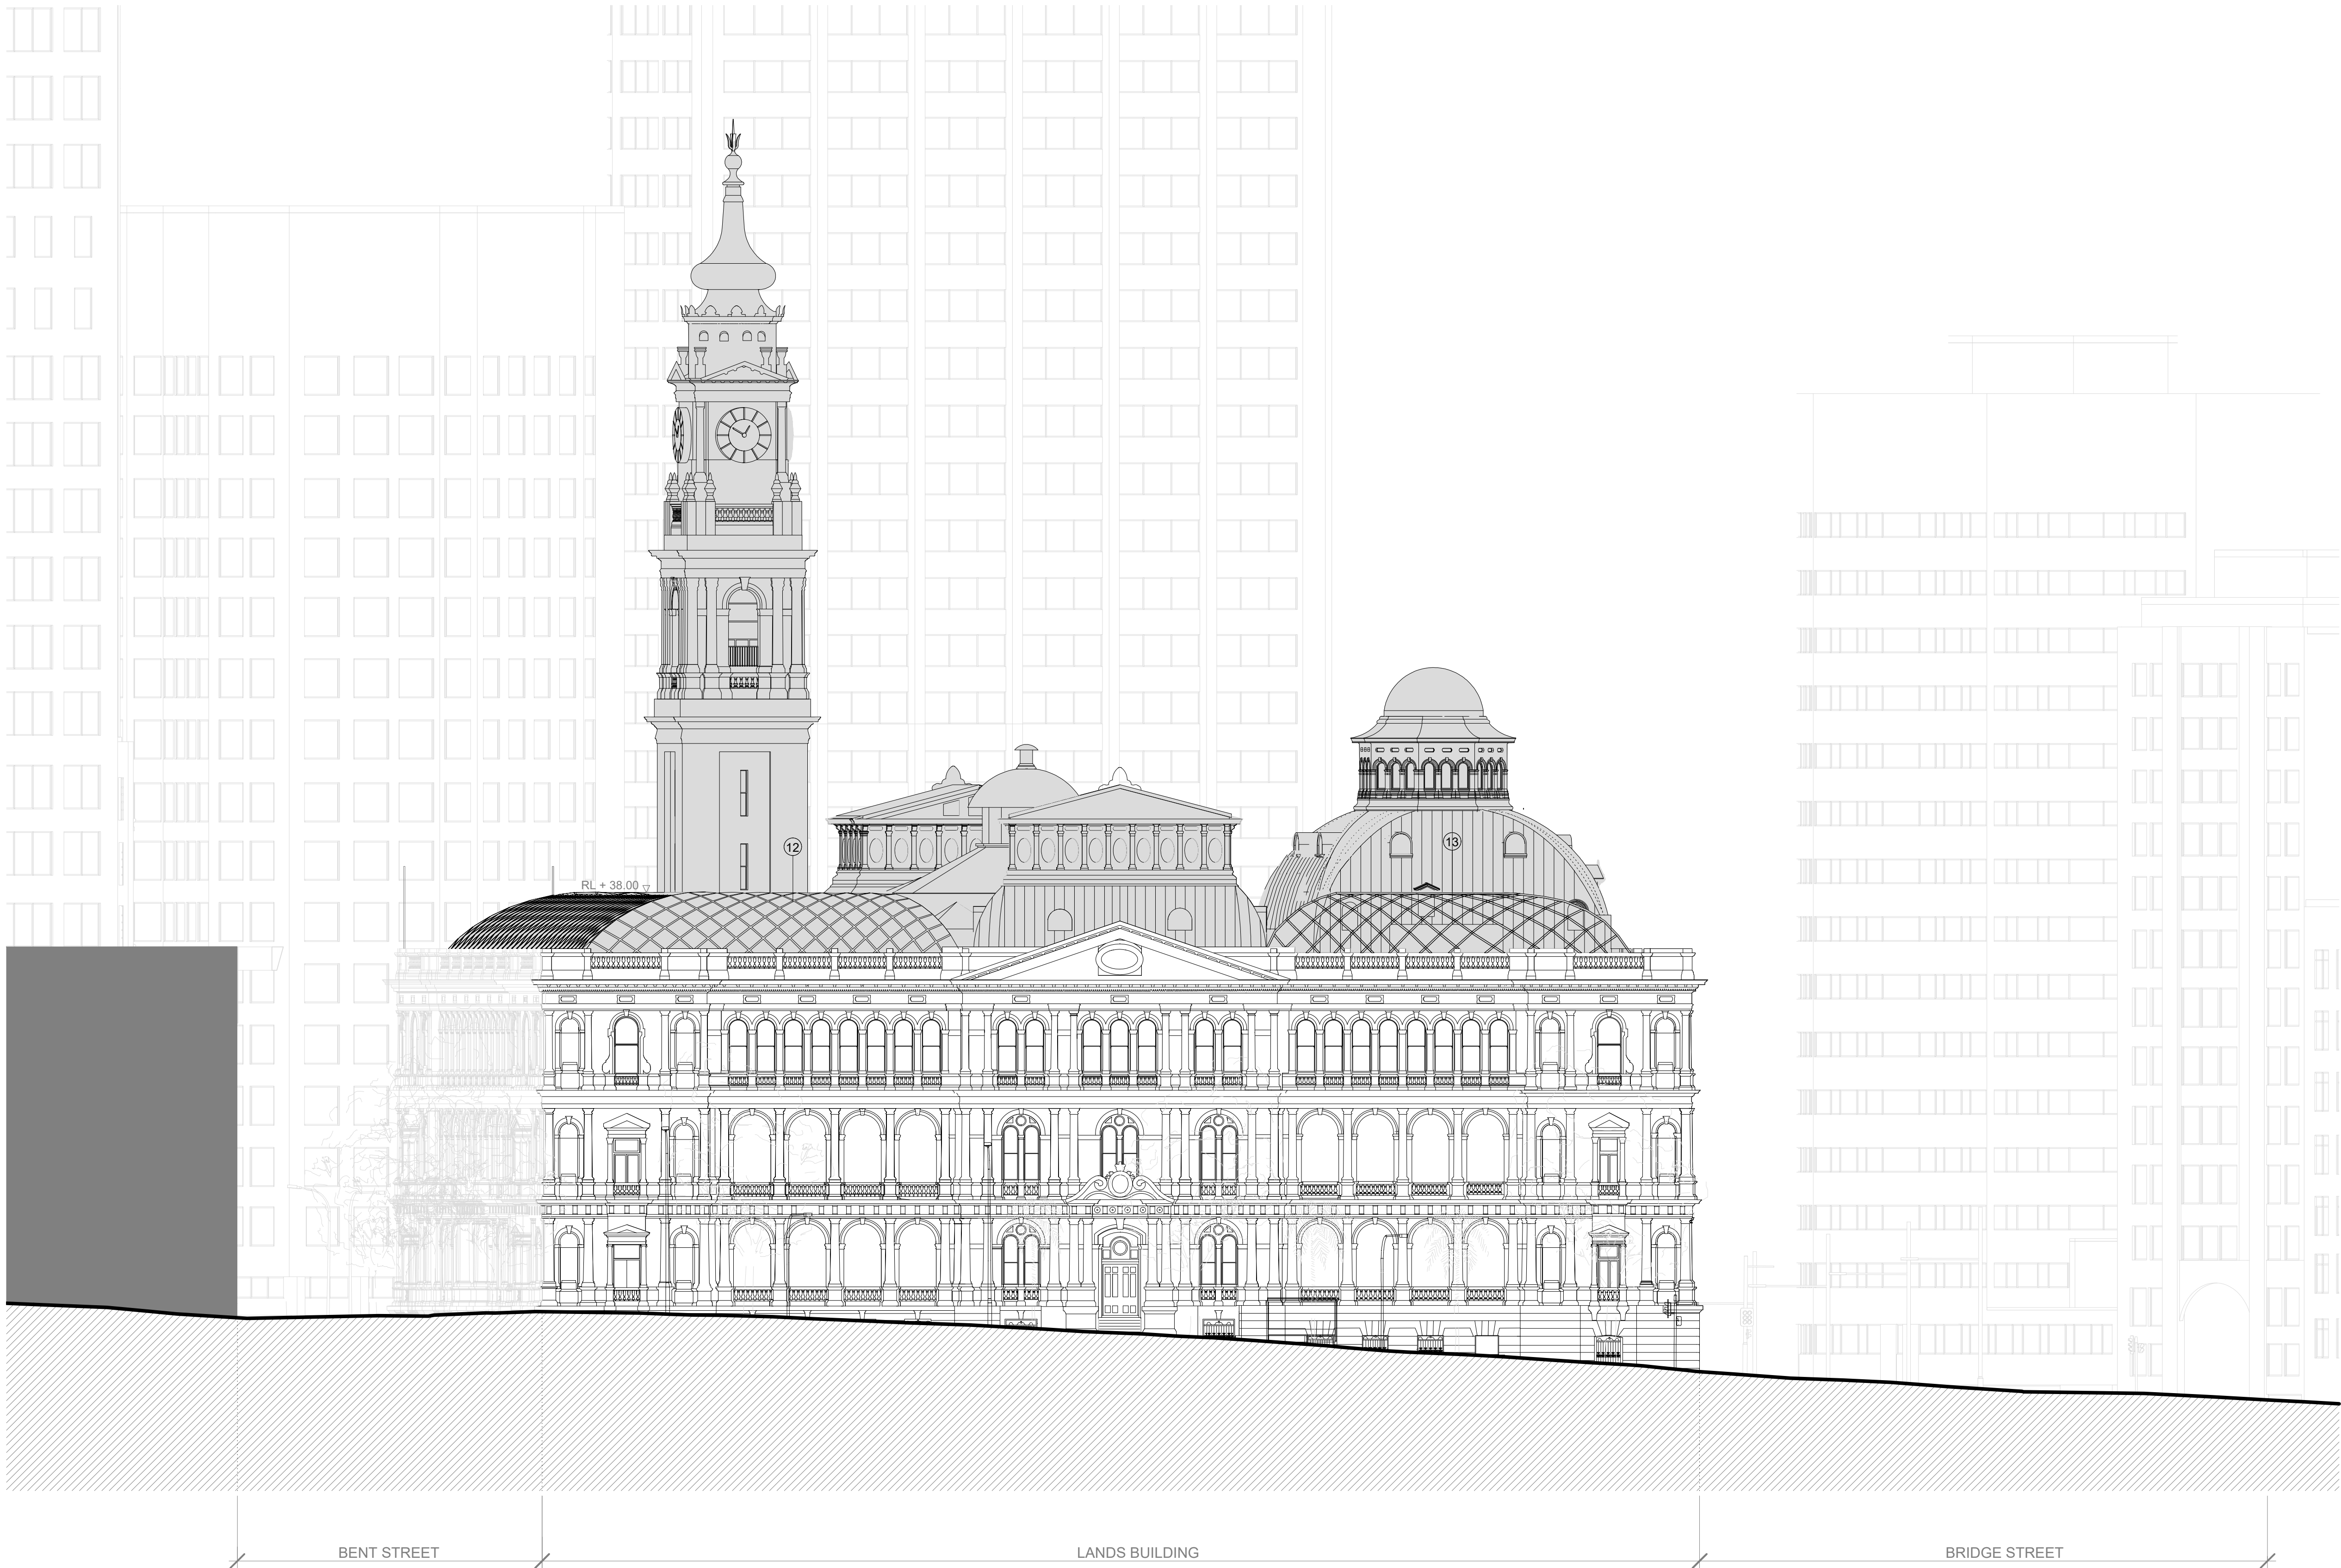 12
13
RL + 38.00
BENT STREET
LANDS BUILDING
BRIDGE STREET